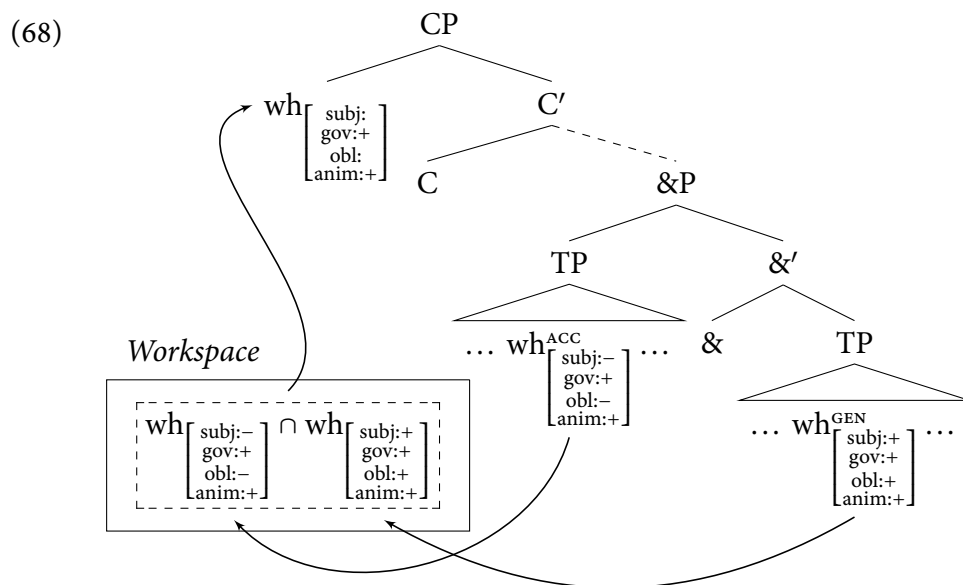 (68)
CP
wh[subj: gov:+ obl: anim:+]
C′
C
&P
TP
&′
… wh^ACC[subj:− gov:+ obl:− anim:+] …
&
TP
… wh^GEN[subj:+ gov:+ obl:+ anim:+] …
Workspace
wh[subj:− gov:+ obl:− anim:+] ∩ wh[subj:+ gov:+ obl:+ anim:+]